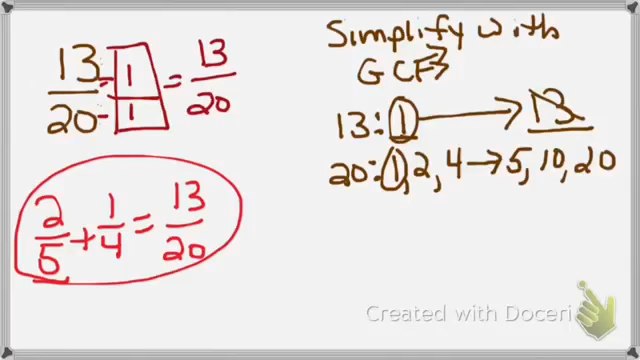 13/20 ÷ 1/1 = 13/20
2/5 + 1/4 = 13/20
Simplify with
GCF→
13: 1 → 13
20: 1, 2, 4 → 5, 10, 20
Created with Doceri